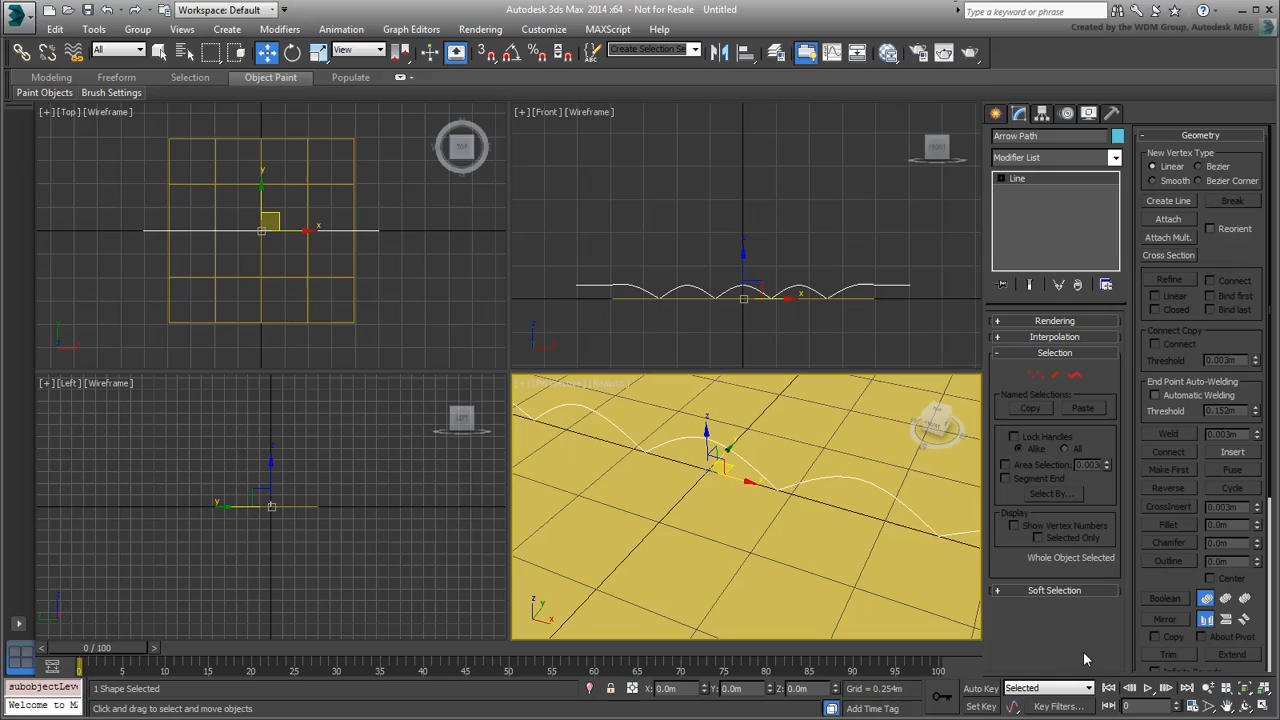 Workspace: Default
Autodesk 3ds Max 2014 - Not for Resale Untitled
Type a keyword or phrase
Created by the WDM Group, Autodesk M&E
Edit Tools Group Views Create Modifiers Animation Graph Editors Rendering Customize MAXScript Help
All
View
Create Selection Se
Modeling Freeform Selection Object Paint Populate
Paint Objects Brush Settings
[+] [Top] [Wireframe]
TOP
y
x
[+] [Front] [Wireframe]
FRONT
z
x
[+] [Left] [Wireframe]
LEFT
z
y
[+] [Perspective] [Realistic]
z
z
y
x
Arrow Path
Modifier List
Line
+ Rendering
+ Interpolation
- Selection
Named Selections:
Copy Paste
Lock Handles
Alike All
Area Selection: 0.003
Segment End
Select By...
Display
Show Vertex Numbers
Selected Only
Whole Object Selected
+ Soft Selection
- Geometry
New Vertex Type
Linear Bezier
Smooth Bezier Corner
Create Line Break
Attach
Reorient
Attach Mult.
Cross Section
Refine Connect
Linear Bind first
Closed Bind last
Connect Copy
Connect
Threshold 0.003m
End Point Auto-Welding
Automatic Welding
Threshold 0.152m
Weld 0.003m
Connect Insert
Make First Fuse
Reverse Cycle
CrossInsert 0.003m
Fillet 0.0m
Chamfer 0.0m
Outline 0.0m
Center
Boolean
Mirror
Copy About Pivot
Trim Extend
< 0 / 100 >
0 5 10 15 20 25 30 35 40 45 50 55 60 65 70 75 80 85 90 95 100
subobjectLeve
Welcome to MA
1 Shape Selected
Click and drag to select and move objects
X: 0.0m Y: 0.0m Z: 0.0m Grid = 0.254m
Add Time Tag
Auto Key Selected
Set Key Key Filters...
0